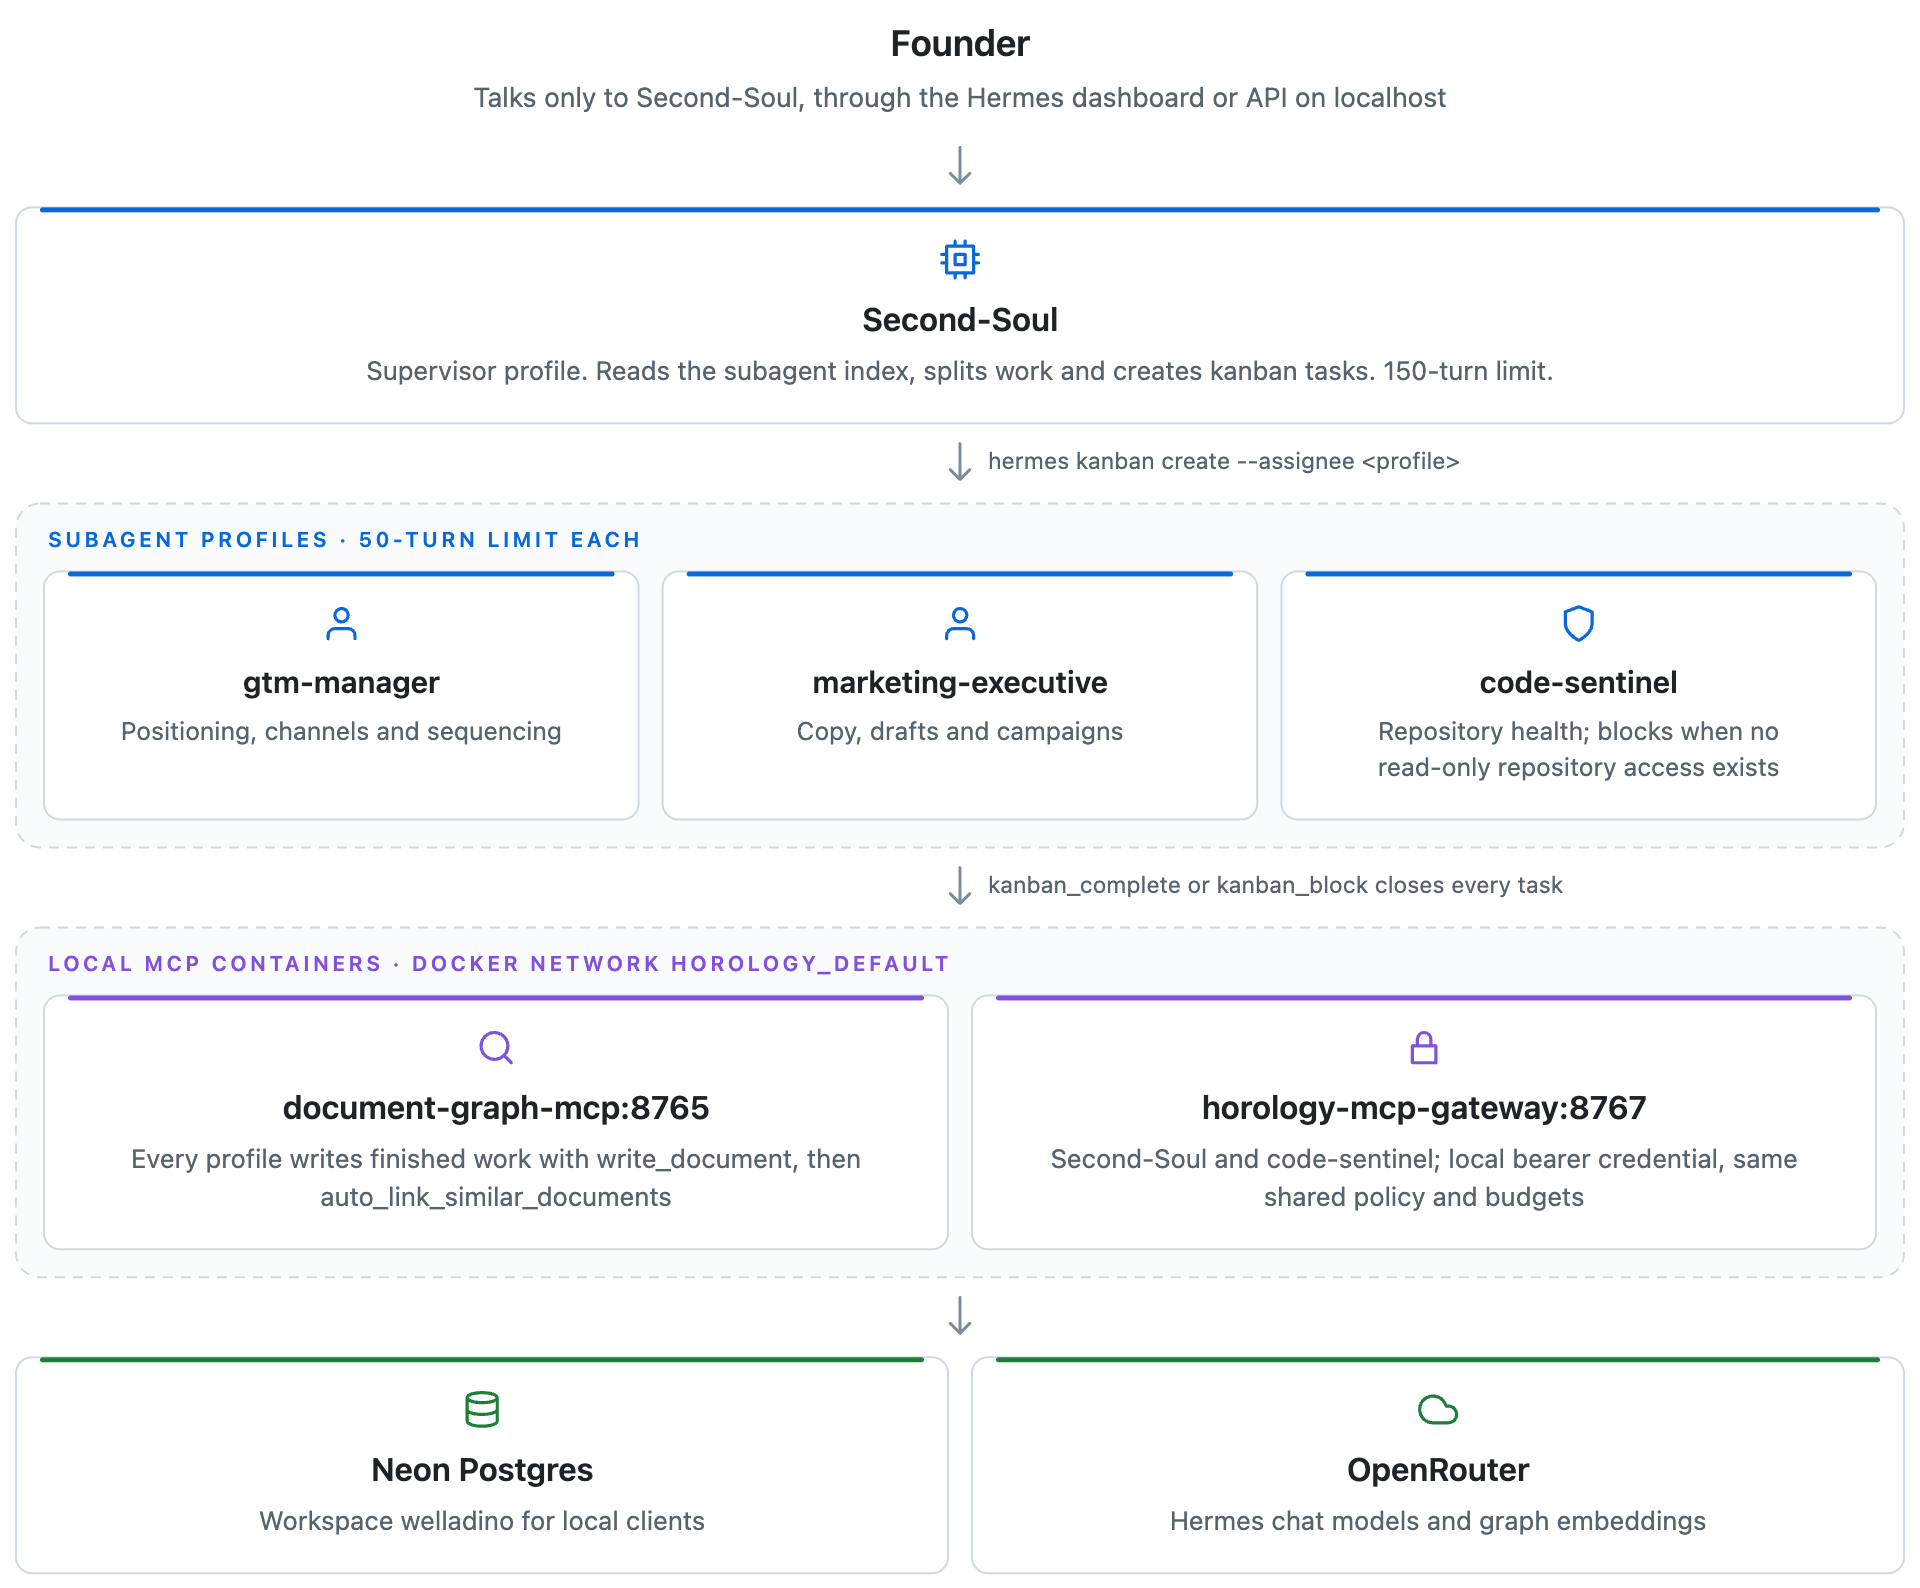 Founder
Talks only to Second-Soul, through the Hermes dashboard or API on localhost
Second-Soul
Supervisor profile. Reads the subagent index, splits work and creates kanban tasks. 150-turn limit.
hermes kanban create --assignee <profile>
SUBAGENT PROFILES · 50-TURN LIMIT EACH
gtm-manager
Positioning, channels and sequencing
marketing-executive
Copy, drafts and campaigns
code-sentinel
Repository health; blocks when no
read-only repository access exists
kanban_complete or kanban_block closes every task
LOCAL MCP CONTAINERS · DOCKER NETWORK HOROLOGY_DEFAULT
document-graph-mcp:8765
Every profile writes finished work with write_document, then
auto_link_similar_documents
horology-mcp-gateway:8767
Second-Soul and code-sentinel; local bearer credential, same
shared policy and budgets
Neon Postgres
Workspace welladino for local clients
OpenRouter
Hermes chat models and graph embeddings